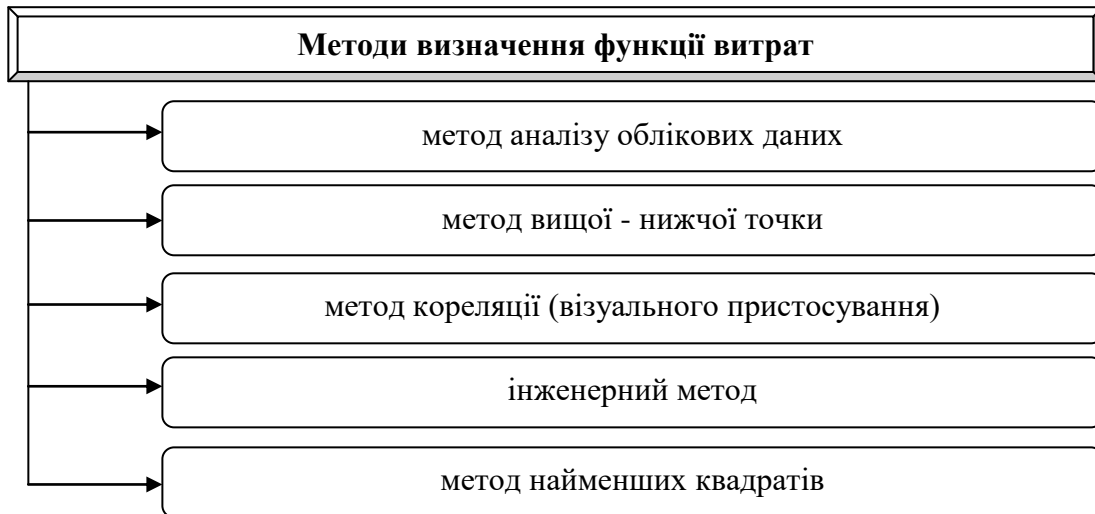 Методи визначення функції витрат
метод аналізу облікових даних
метод вищої - нижчої точки
метод кореляції (візуального пристосування)
інженерний метод
метод найменших квадратів